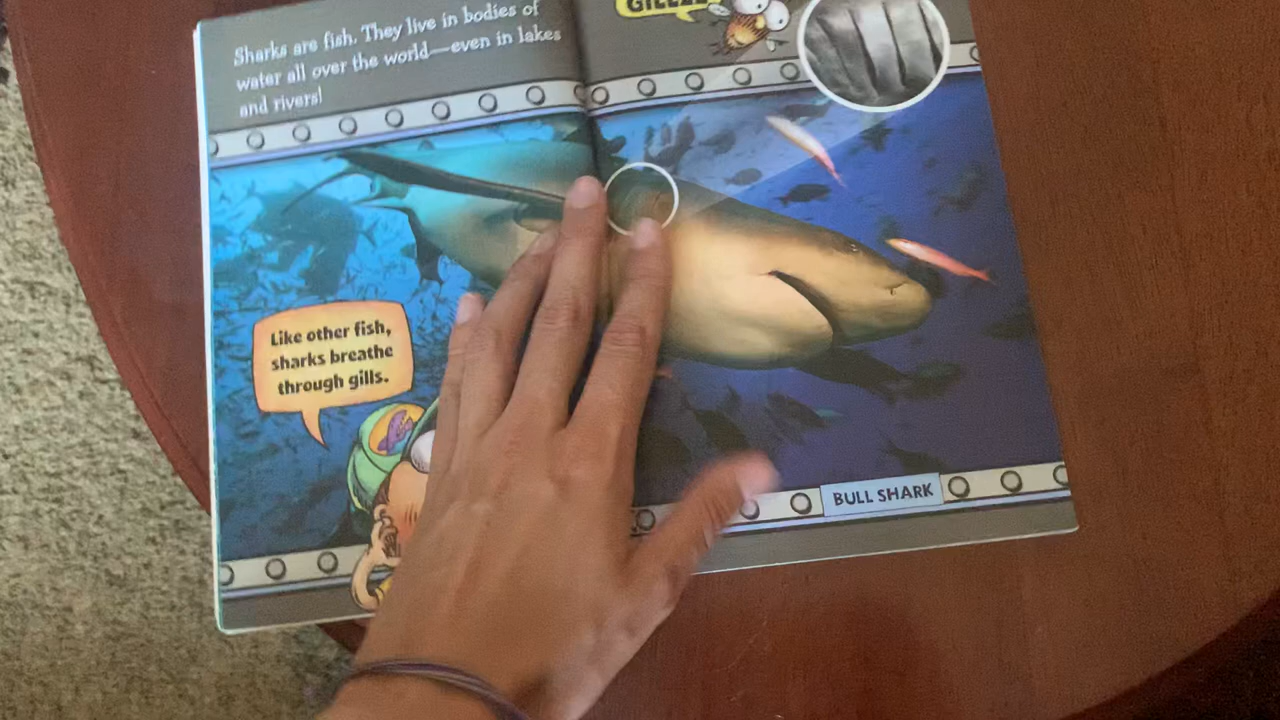 Sharks are fish. They live in bodies of
water all over the world—even in lakes
and rivers!
Like other fish,
sharks breathe
through gills.
BULL SHARK